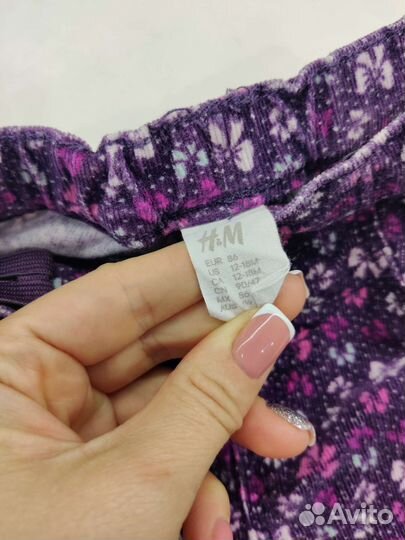 H&M
EUR 86
US 12-18M
CA 12-18M
CN 90/47
MX 86
Avito